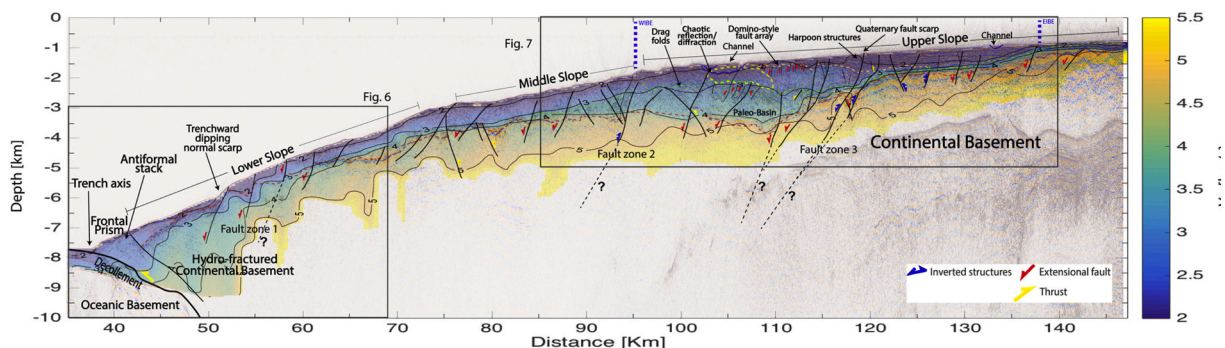 Fig. 7
WIBE
EIBE
Drag
folds
Chaotic
reflection/
diffraction
Channel
Domino-style
fault array
Harpoon structures
Quaternary fault scarp
Upper Slope
Channel
Middle Slope
Fig. 6
Lower Slope
Trenchward
dipping
normal scarp
Antiformal
stack
Trench axis
Frontal
Prism
Decollement
Oceanic Basement
Hydro-fractured
Continental Basement
Fault zone 1
?
Fault zone 2
?
Paleo-Basin
Fault zone 3
?
?
Continental Basement
Inverted structures
Extensional fault
Thrust
Depth [km]
0
-1
-2
-3
-4
-5
-6
-7
-8
-9
-10
40
50
60
70
80
90
100
110
120
130
140
Distance [Km]
5.5
5
4.5
4
3.5
3
2.5
2